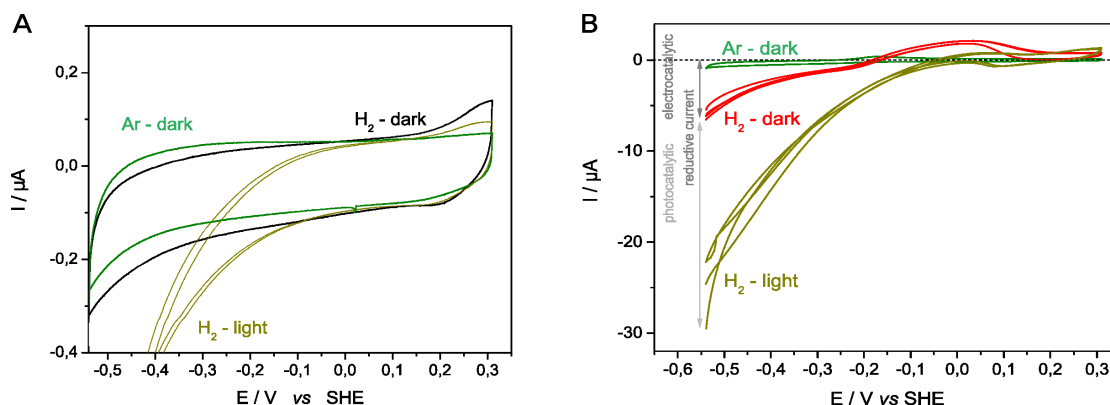 A
I / µA
0,2
0,0
-0,2
-0,4
Ar - dark
H₂ - dark
H₂ - light
-0,5 -0,4 -0,3 -0,2 -0,1 0,0 0,1 0,2 0,3
E / V vs SHE
B
I / µA
0
-10
-20
-30
electrocatalytic
photocatalytic
reductive current
Ar - dark
H₂ - dark
H₂ - light
-0,6 -0,5 -0,4 -0,3 -0,2 -0,1 0,0 0,1 0,2 0,3
E / V vs SHE